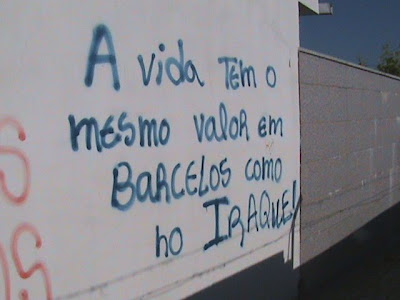 A vida TEM o
MESMO VALOR EM
BARCELOS COMO
no IRAQUE!